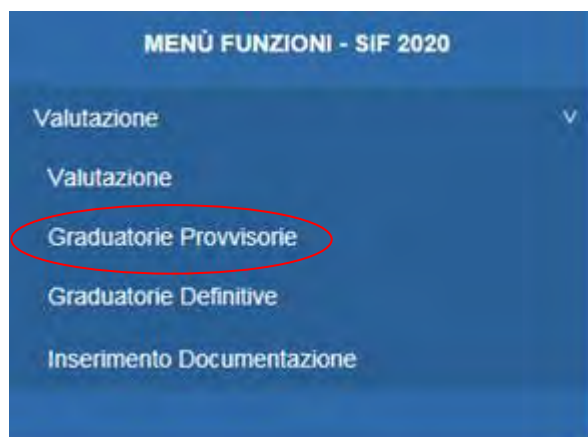 MENÙ FUNZIONI - SIF 2020
Valutazione v
Valutazione
Graduatorie Provvisorie
Graduatorie Definitive
Inserimento Documentazione